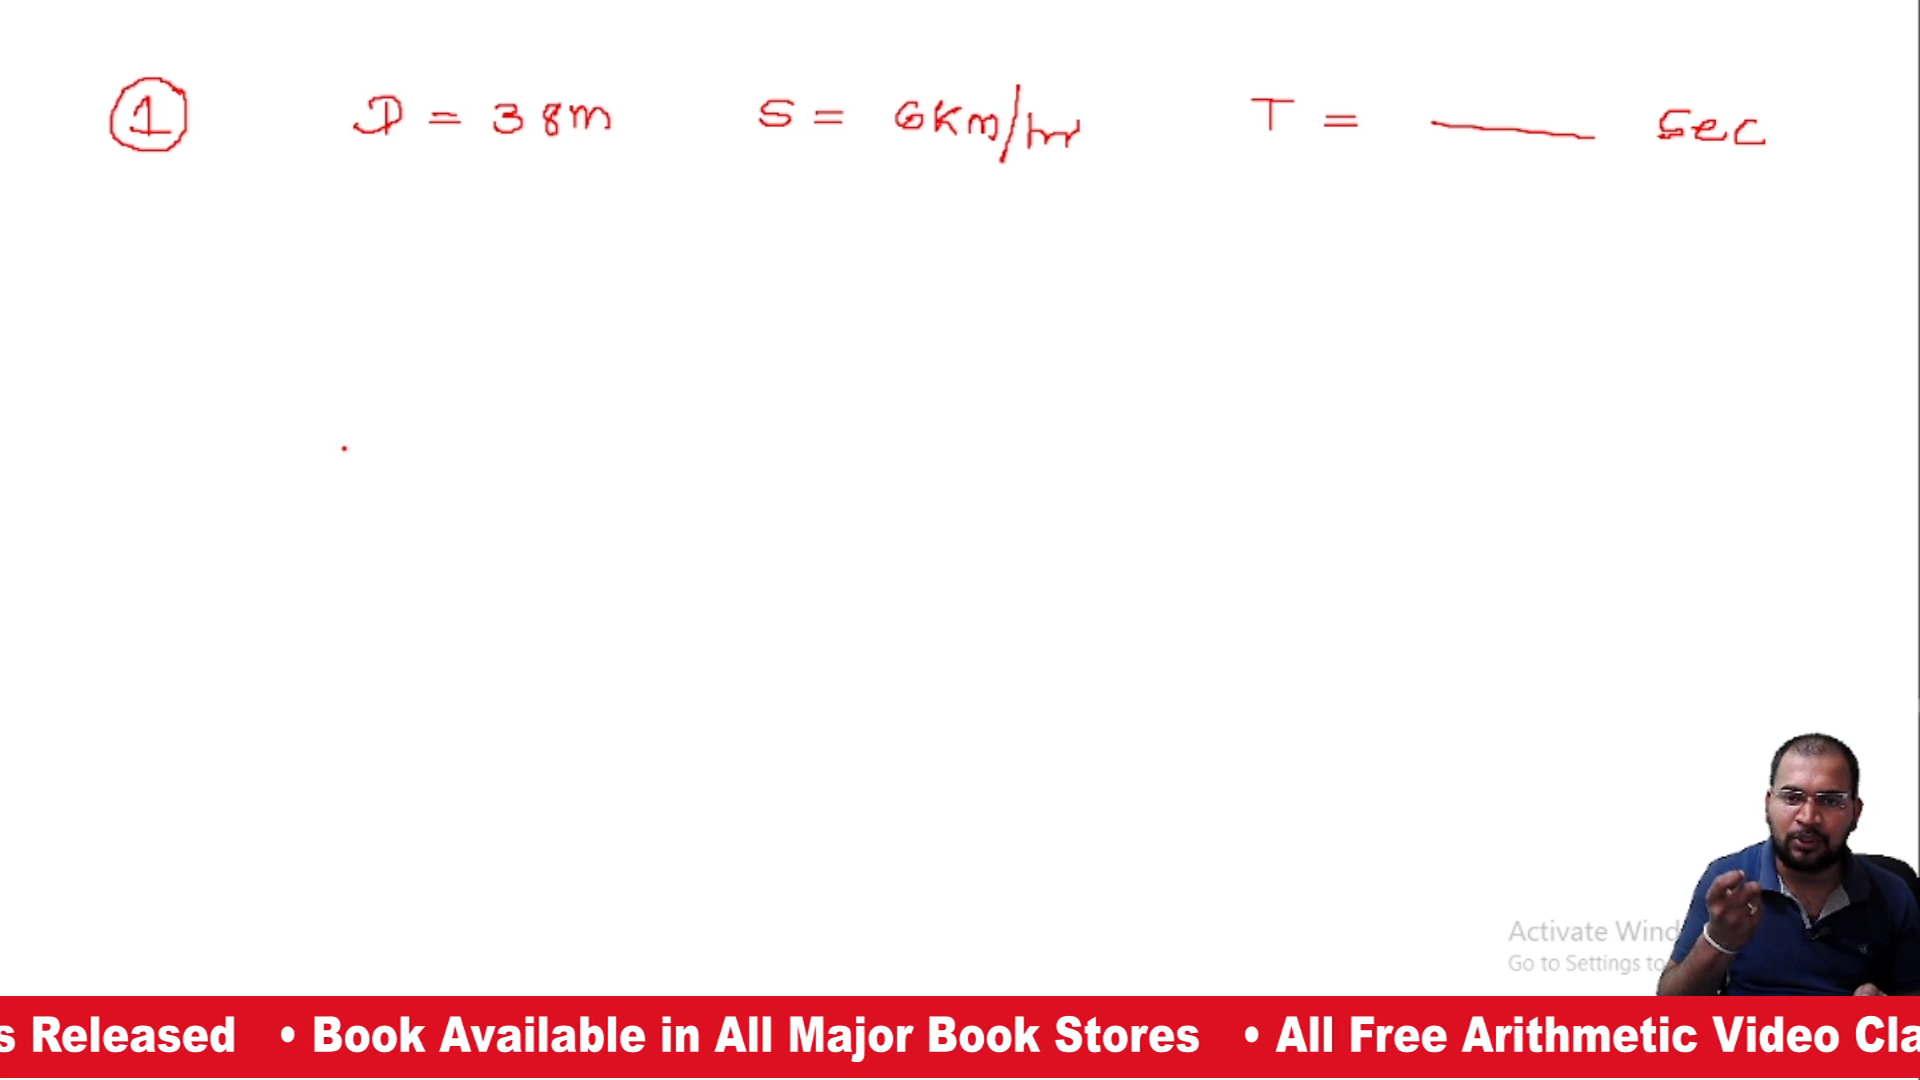 1 D = 38m S = 6Km/hr T = ___ Sec
Activate Wind
Go to Settings to
s Released • Book Available in All Major Book Stores • All Free Arithmetic Video Cla